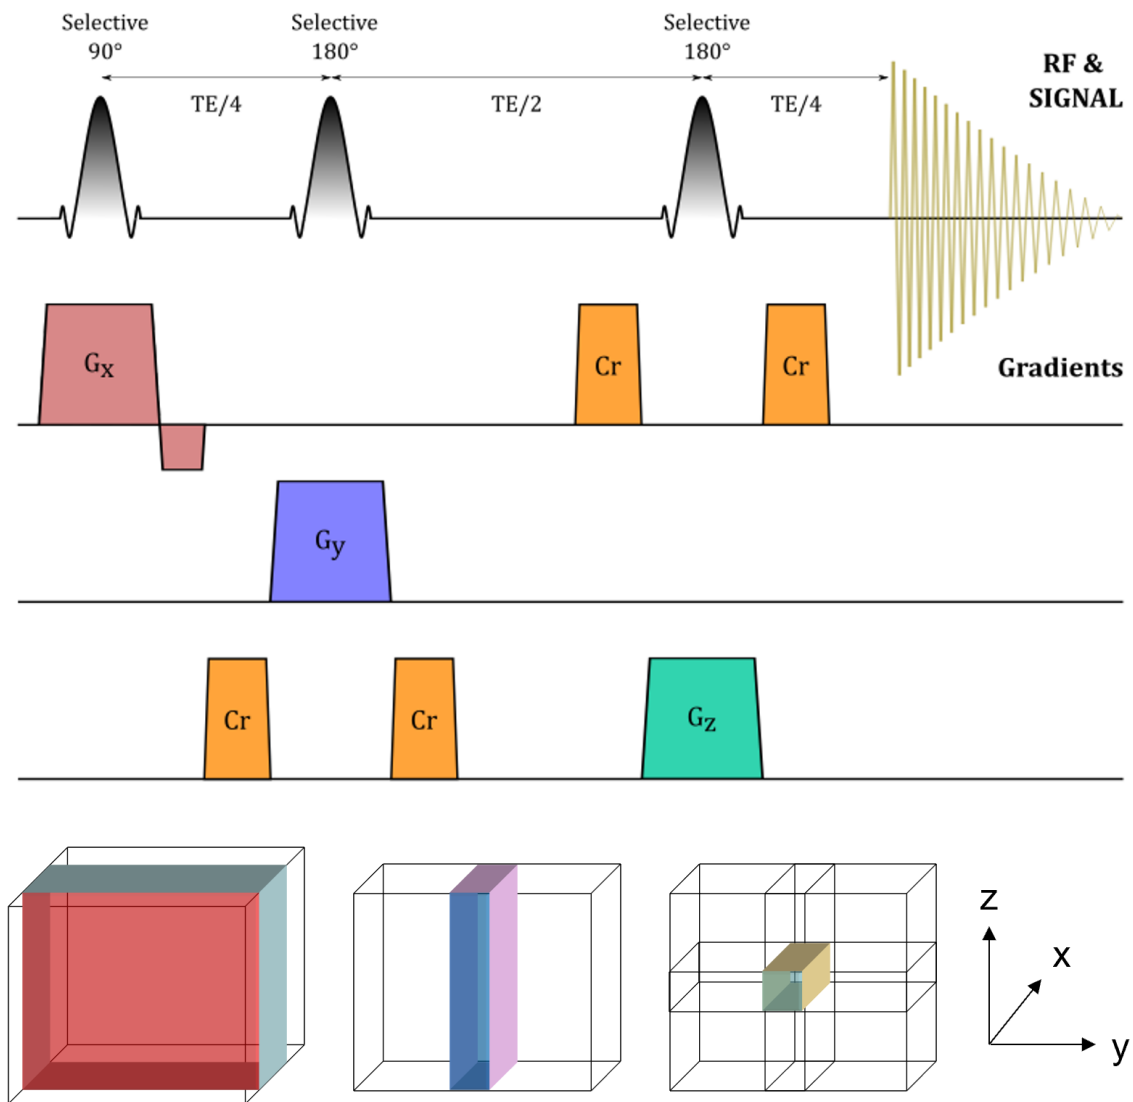 Selective
90°
Selective
180°
Selective
180°
TE/4
TE/2
TE/4
RF &
SIGNAL
Gx
Cr
Cr
Gradients
Gy
Cr
Cr
Gz
z
x
y